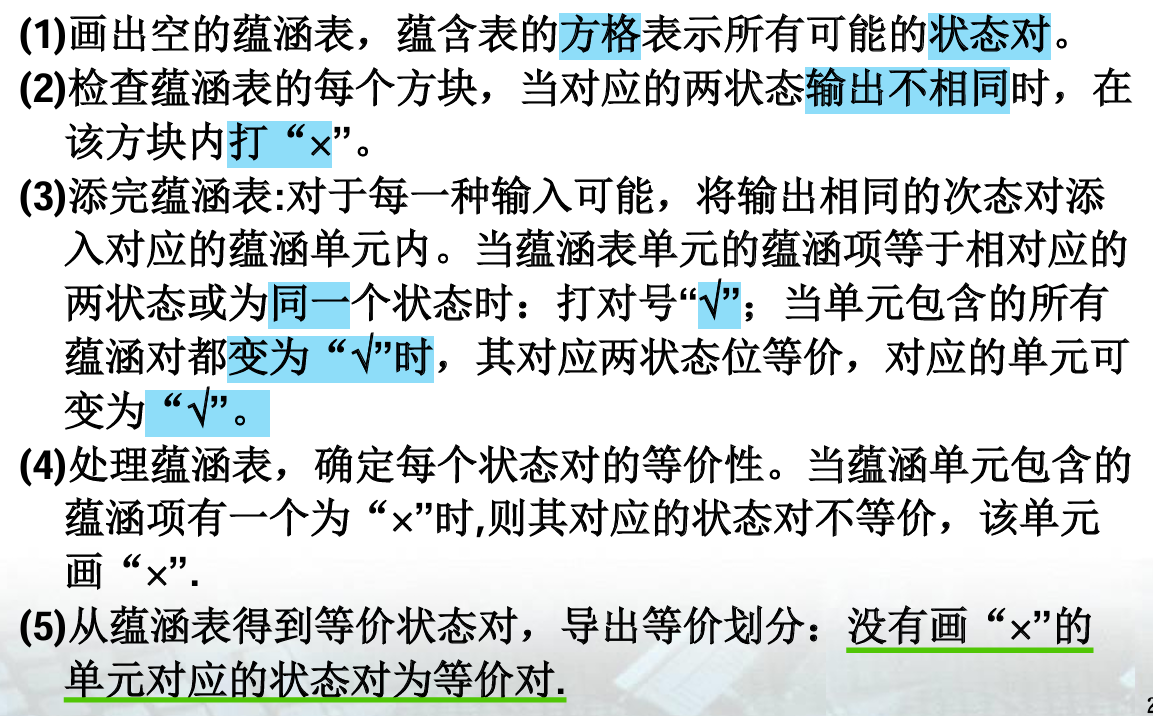 (1)画出空的蕴涵表，蕴含表的方格表示所有可能的状态对。
(2)检查蕴涵表的每个方块，当对应的两状态输出不相同时，在
该方块内打“×”。
(3)添完蕴涵表:对于每一种输入可能，将输出相同的次态对添
入对应的蕴涵单元内。当蕴涵表单元的蕴涵项等于相对应的
两状态或为同一个状态时：打对号“√”；当单元包含的所有
蕴涵对都变为“√”时，其对应两状态位等价，对应的单元可
变为“√”。
(4)处理蕴涵表，确定每个状态对的等价性。当蕴涵单元包含的
蕴涵项有一个为“×”时,则其对应的状态对不等价，该单元
画“×”.
(5)从蕴涵表得到等价状态对，导出等价划分：没有画“×”的
单元对应的状态对为等价对.